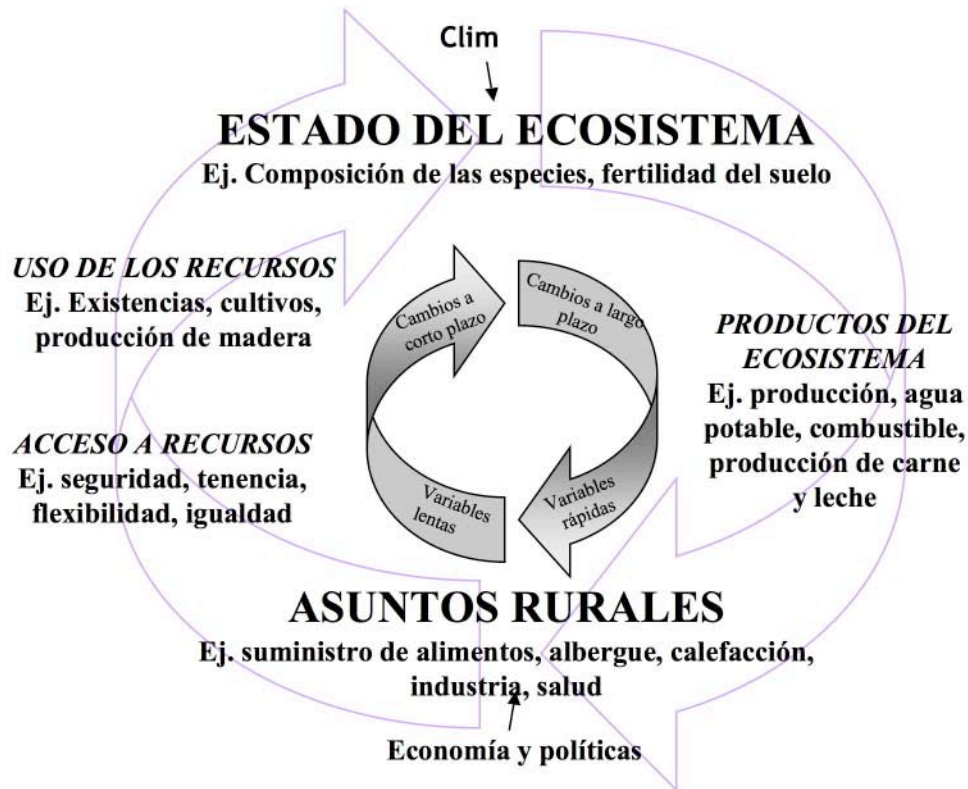 Clim
ESTADO DEL ECOSISTEMA
Ej. Composición de las especies, fertilidad del suelo
USO DE LOS RECURSOS
Ej. Existencias, cultivos,
producción de madera
Cambios a
corto plazo
Cambios a largo
plazo
PRODUCTOS DEL
ECOSISTEMA
Ej. producción, agua
potable, combustible,
producción de carne
y leche
ACCESO A RECURSOS
Ej. seguridad, tenencia,
flexibilidad, igualdad
Variables
lentas
Variables
rápidas
ASUNTOS RURALES
Ej. suministro de alimentos, albergue, calefacción,
industria, salud
Economía y políticas